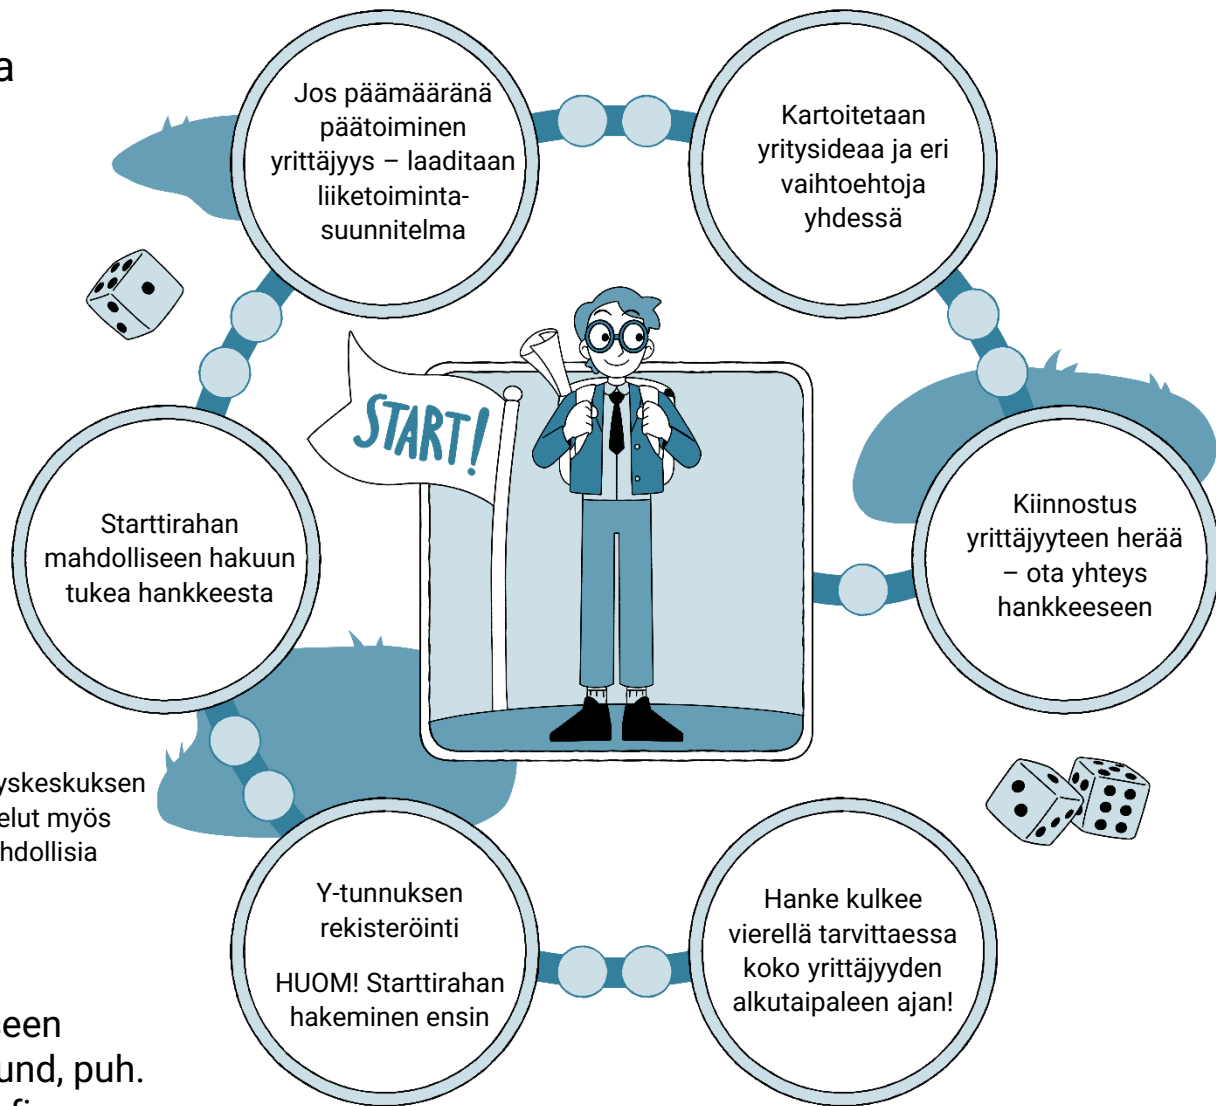 Jos päämääränä
päätoiminen
yrittäjyys – laaditaan
liiketoiminta-
suunnitelma
Kartoitetaan
yritysideaa ja eri
vaihtoehtoja
yhdessä
START!
Starttirahan
mahdolliseen hakuun
tukea hankkeesta
Kiinnostus
yrittäjyyteen herää
– ota yhteys
hankkeeseen
myös
Y-tunnuksen
rekisteröinti
HUOM! Starttirahan
hakeminen ensin
Hanke kulkee
vierellä tarvittaessa
koko yrittäjyyden
alkutaipaleen ajan!
puh.